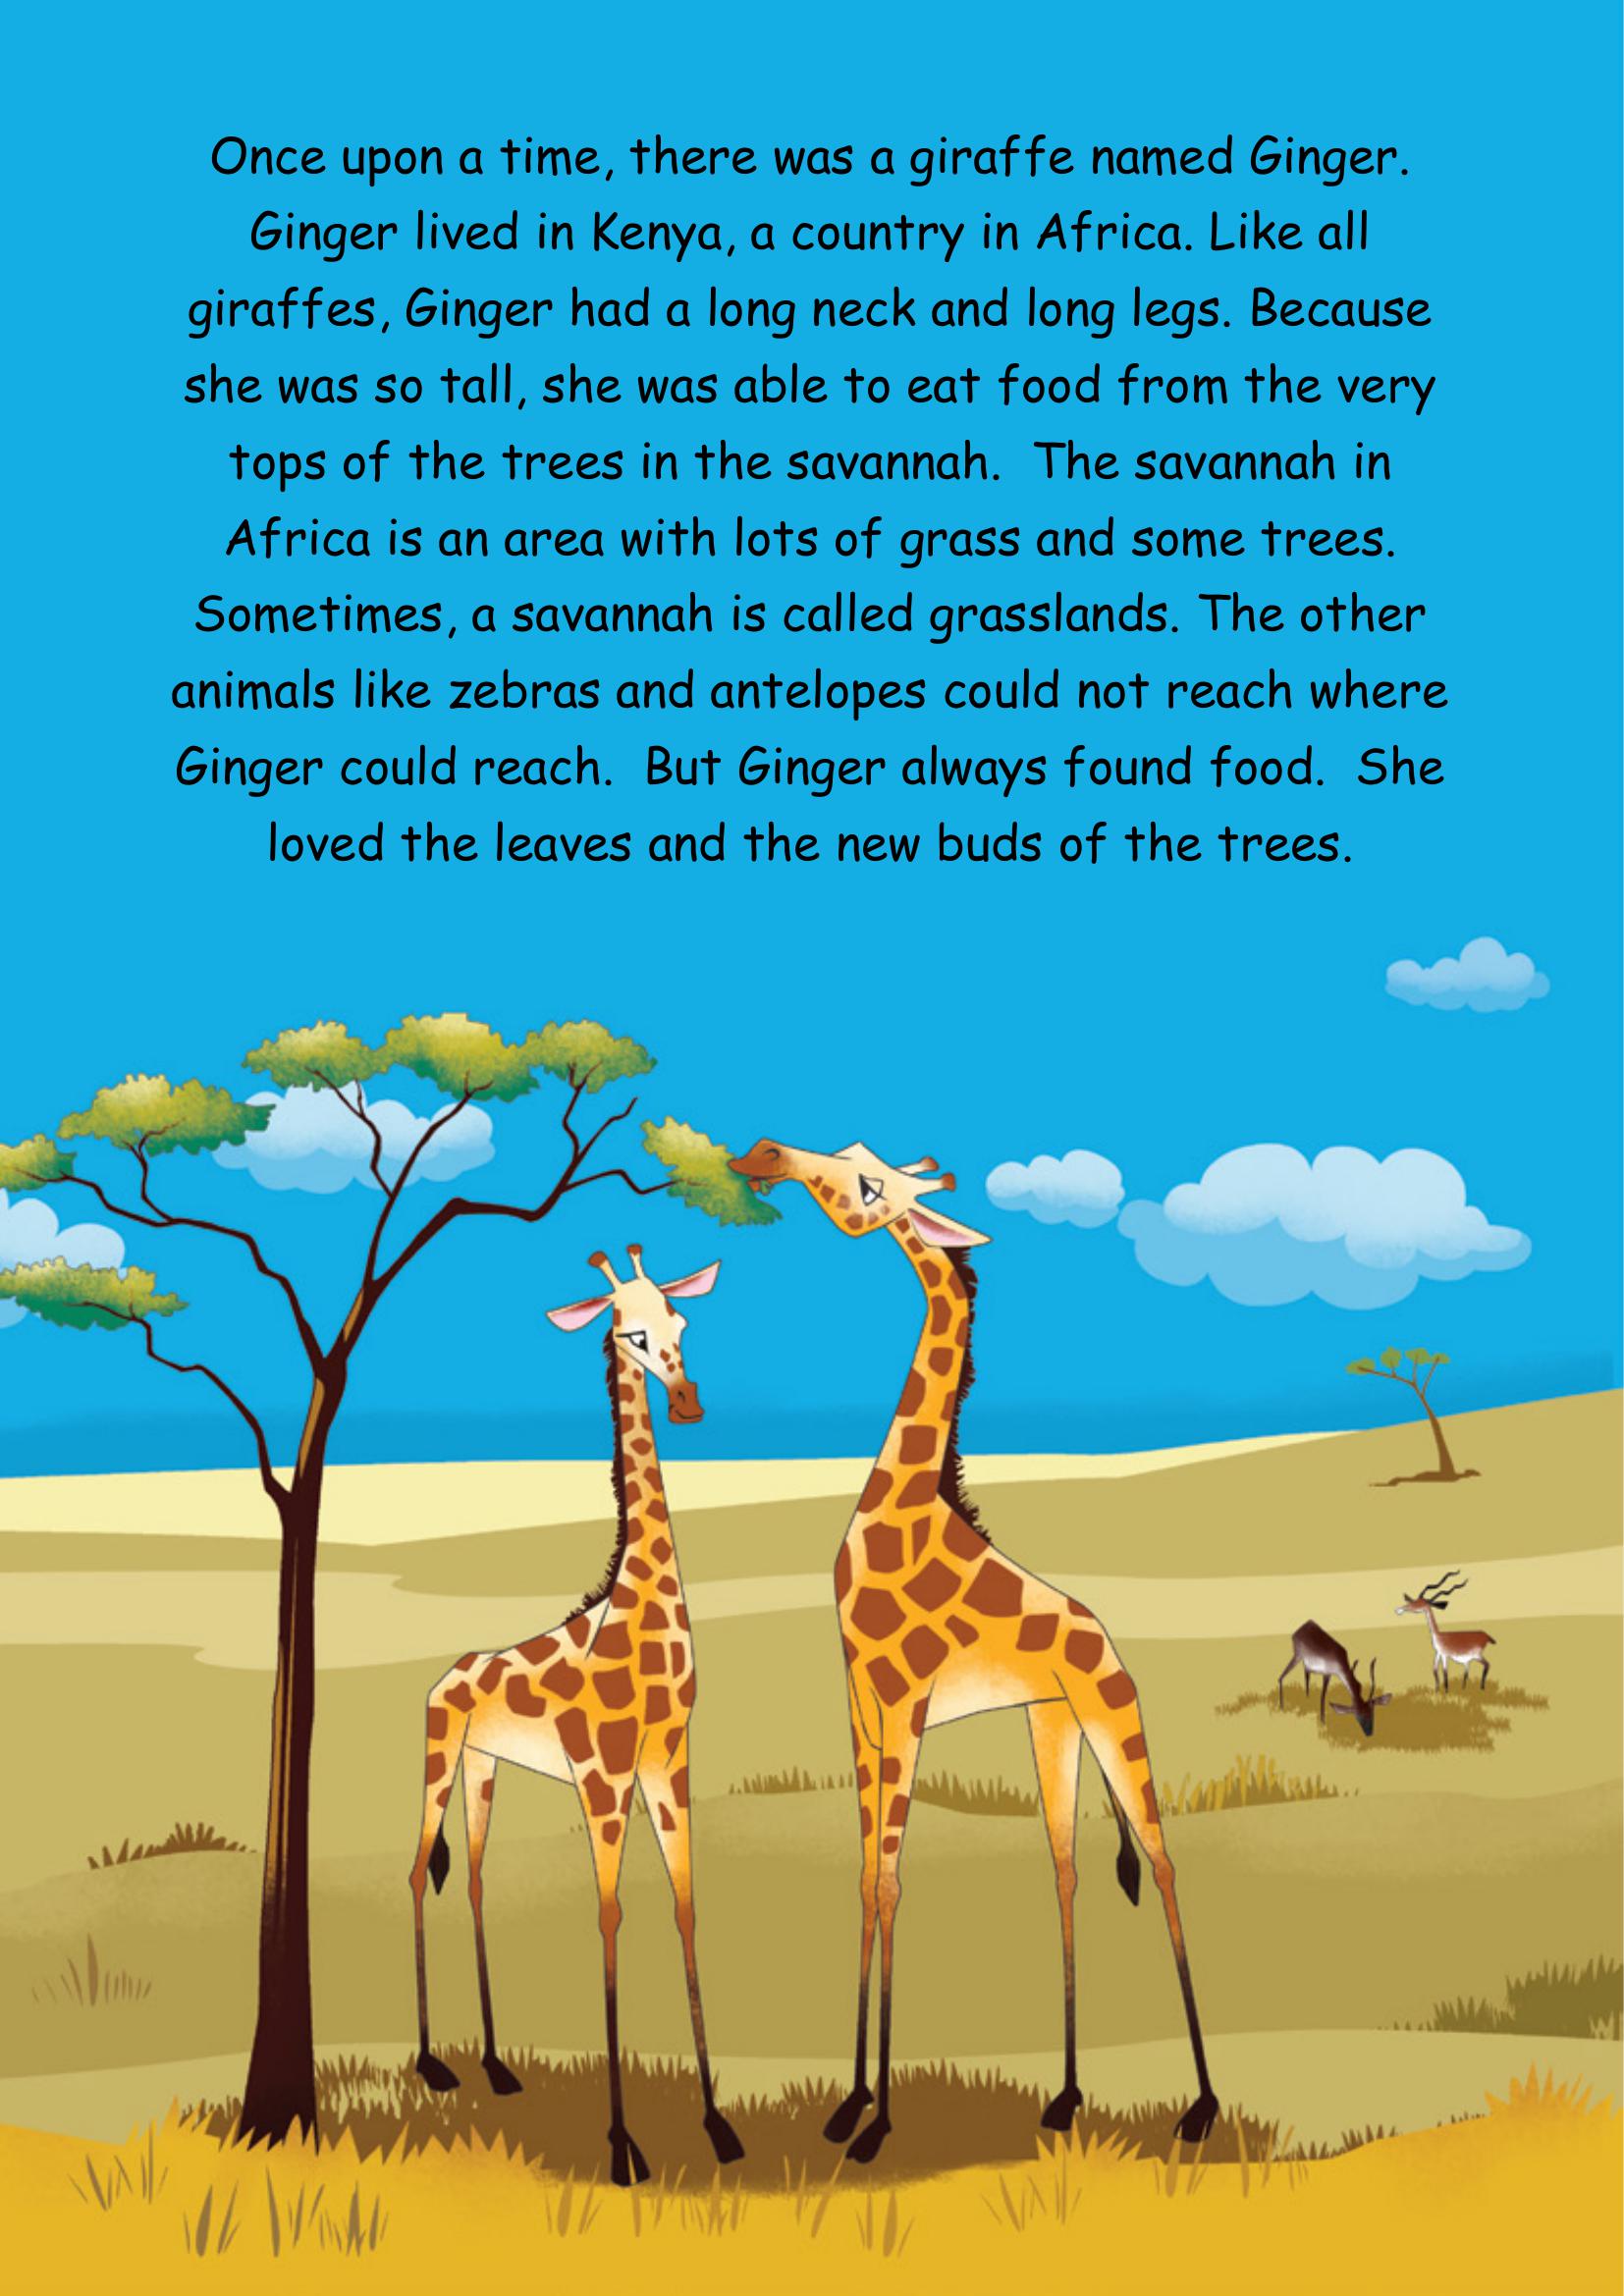 Once upon a time, there was a giraffe named Ginger.
Ginger lived in Kenya, a country in Africa. Like all
giraffes, Ginger had a long neck and long legs. Because
she was so tall, she was able to eat food from the very
tops of the trees in the savannah.  The savannah in
Africa is an area with lots of grass and some trees.
Sometimes, a savannah is called grasslands. The other
animals like zebras and antelopes could not reach where
Ginger could reach.  But Ginger always found food.  She
loved the leaves and the new buds of the trees.